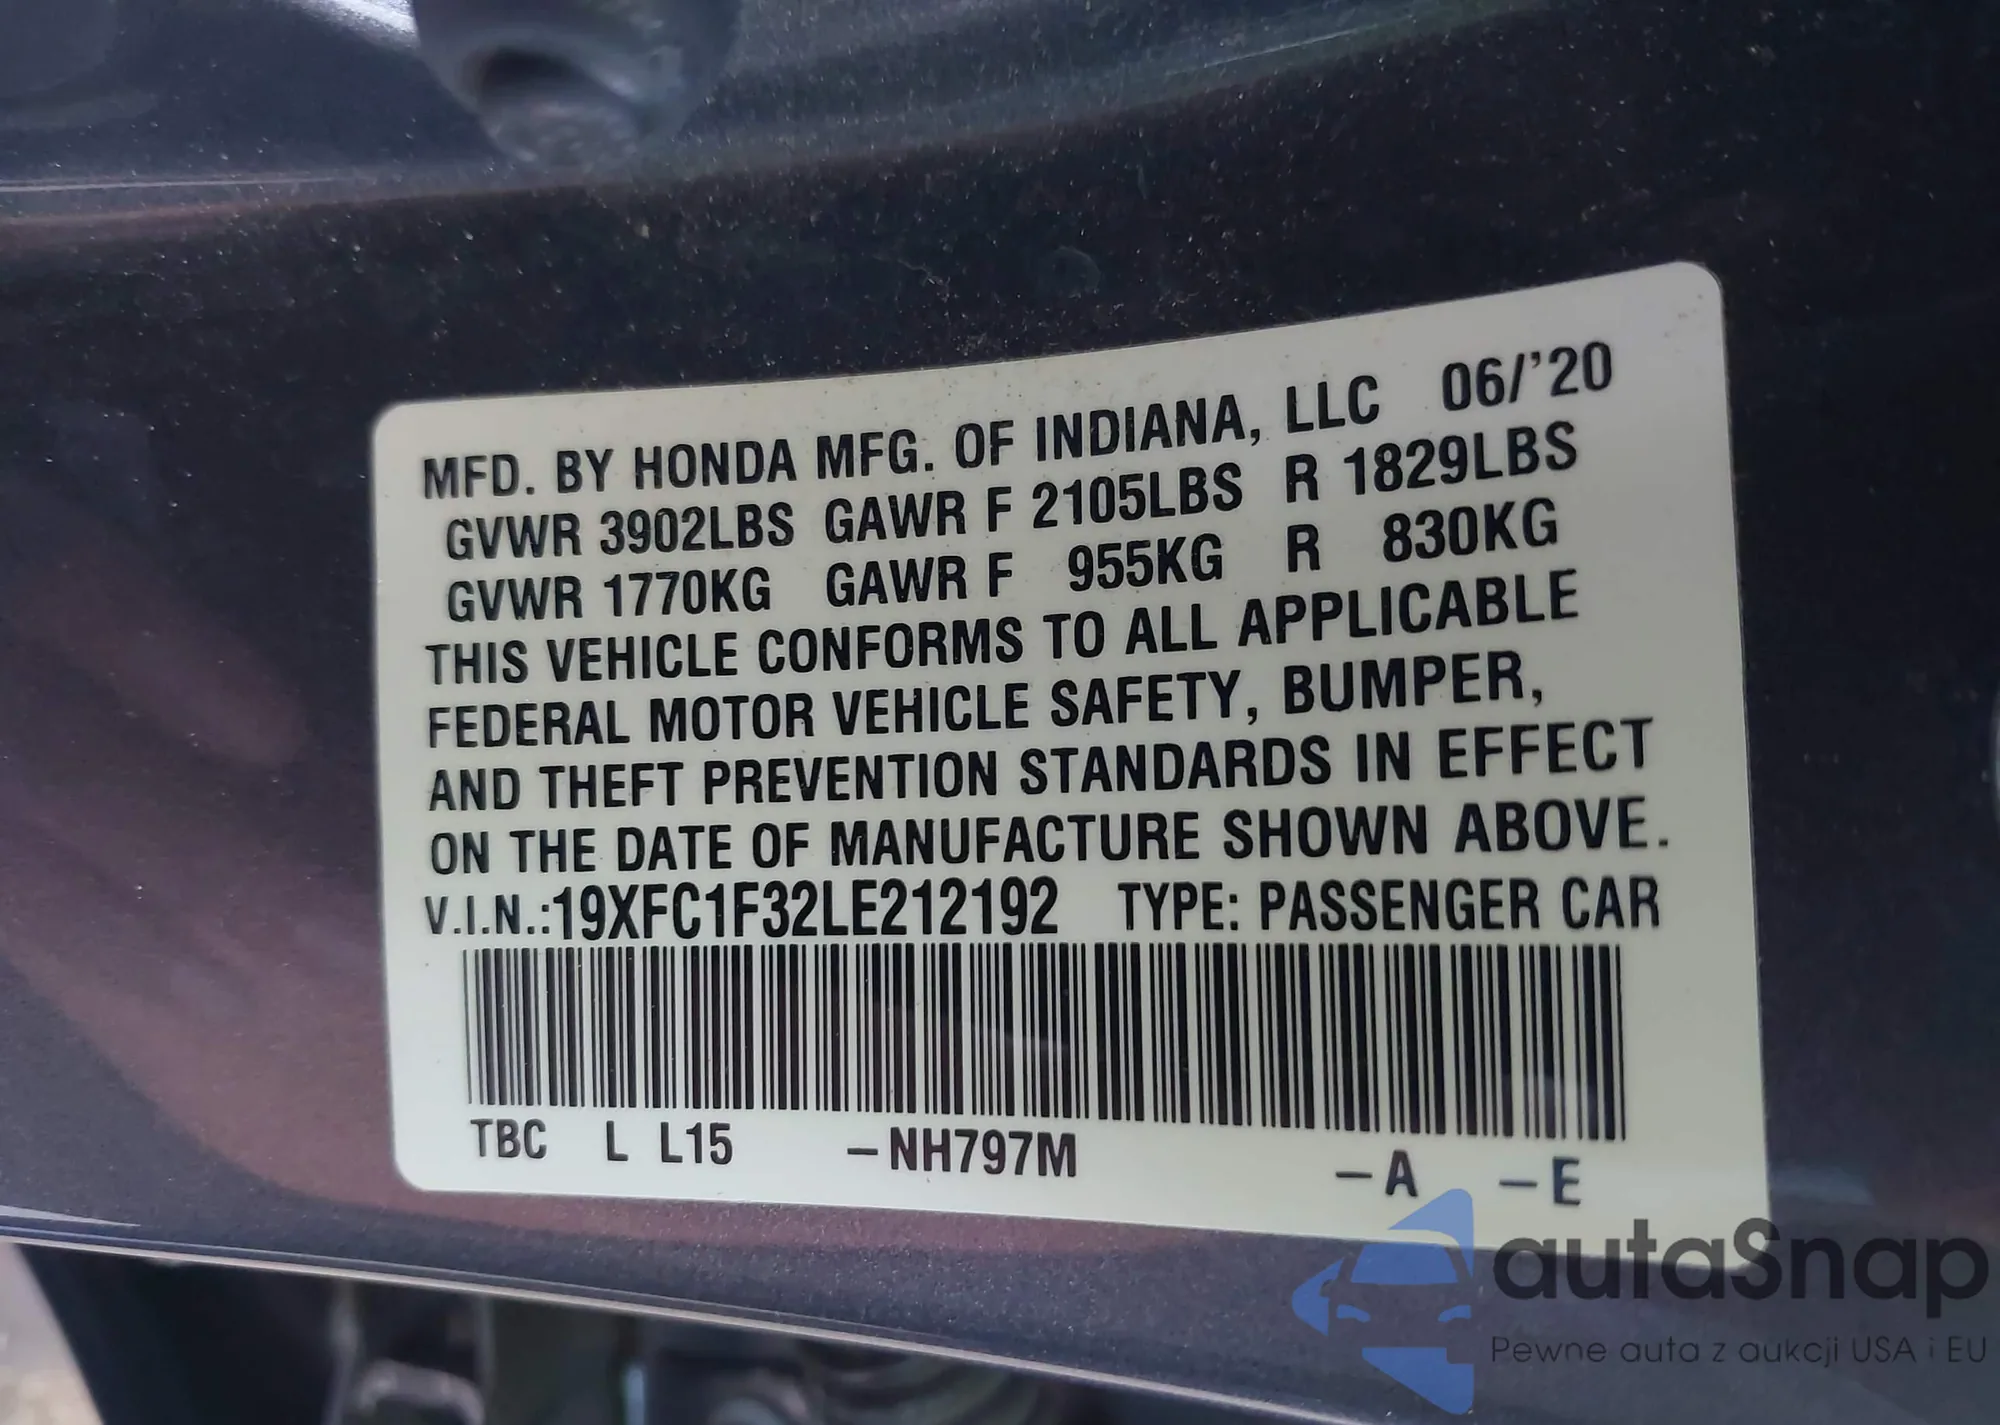 MFD. BY HONDA MFG. OF INDIANA, LLC 06/'20
GVWR 3902LBS GAWR F 2105LBS R 1829LBS
GVWR 1770KG GAWR F 955KG R 830KG
THIS VEHICLE CONFORMS TO ALL APPLICABLE
FEDERAL MOTOR VEHICLE SAFETY, BUMPER,
AND THEFT PREVENTION STANDARDS IN EFFECT
ON THE DATE OF MANUFACTURE SHOWN ABOVE.
V.I.N.:19XFC1F32LE212192 TYPE: PASSENGER CAR
TBC L L15 –NH797M –A –E
autaSnap
Pewne auta z aukcji USA i EU